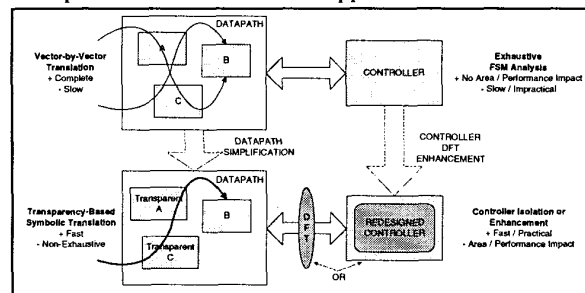 DATAPATH
Vector-by-Vector
Translation
+ Complete
- Slow
A
B
C
CONTROLLER
Exhaustive
FSM Analysis
+ No Area / Performance Impact
- Slow / Impractical
DATAPATH
SIMPLIFICATION
CONTROLLER
DFT
ENHANCEMENT
DATAPATH
Transparency-Based
Symbolic Translation
+ Fast
- Non-Exhaustive
Transparent
A
B
Transparent
C
DFT
REDESIGNED
CONTROLLER
Controller Isolation or
Enhancement
+ Fast / Practical
- Area / Performance Impact
OR